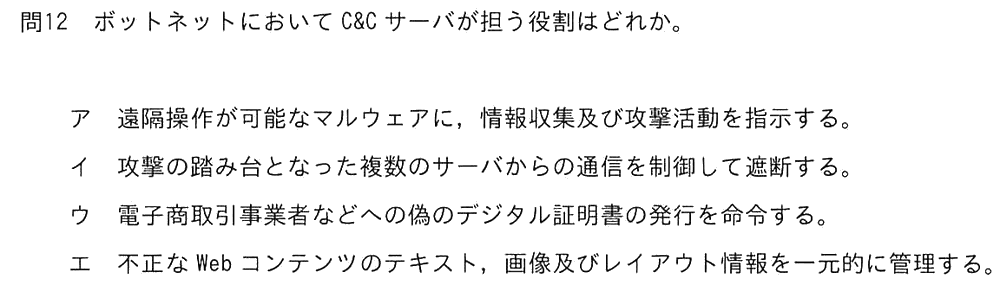 問12　ボットネットにおいて C&C サーバが担う役割はどれか。
ア　遠隔操作が可能なマルウェアに，情報収集及び攻撃活動を指示する。
イ　攻撃の踏み台となった複数のサーバからの通信を制御して遮断する。
ウ　電子商取引事業者などへの偽のデジタル証明書の発行を命令する。
エ　不正な Web コンテンツのテキスト，画像及びレイアウト情報を一元的に管理する。